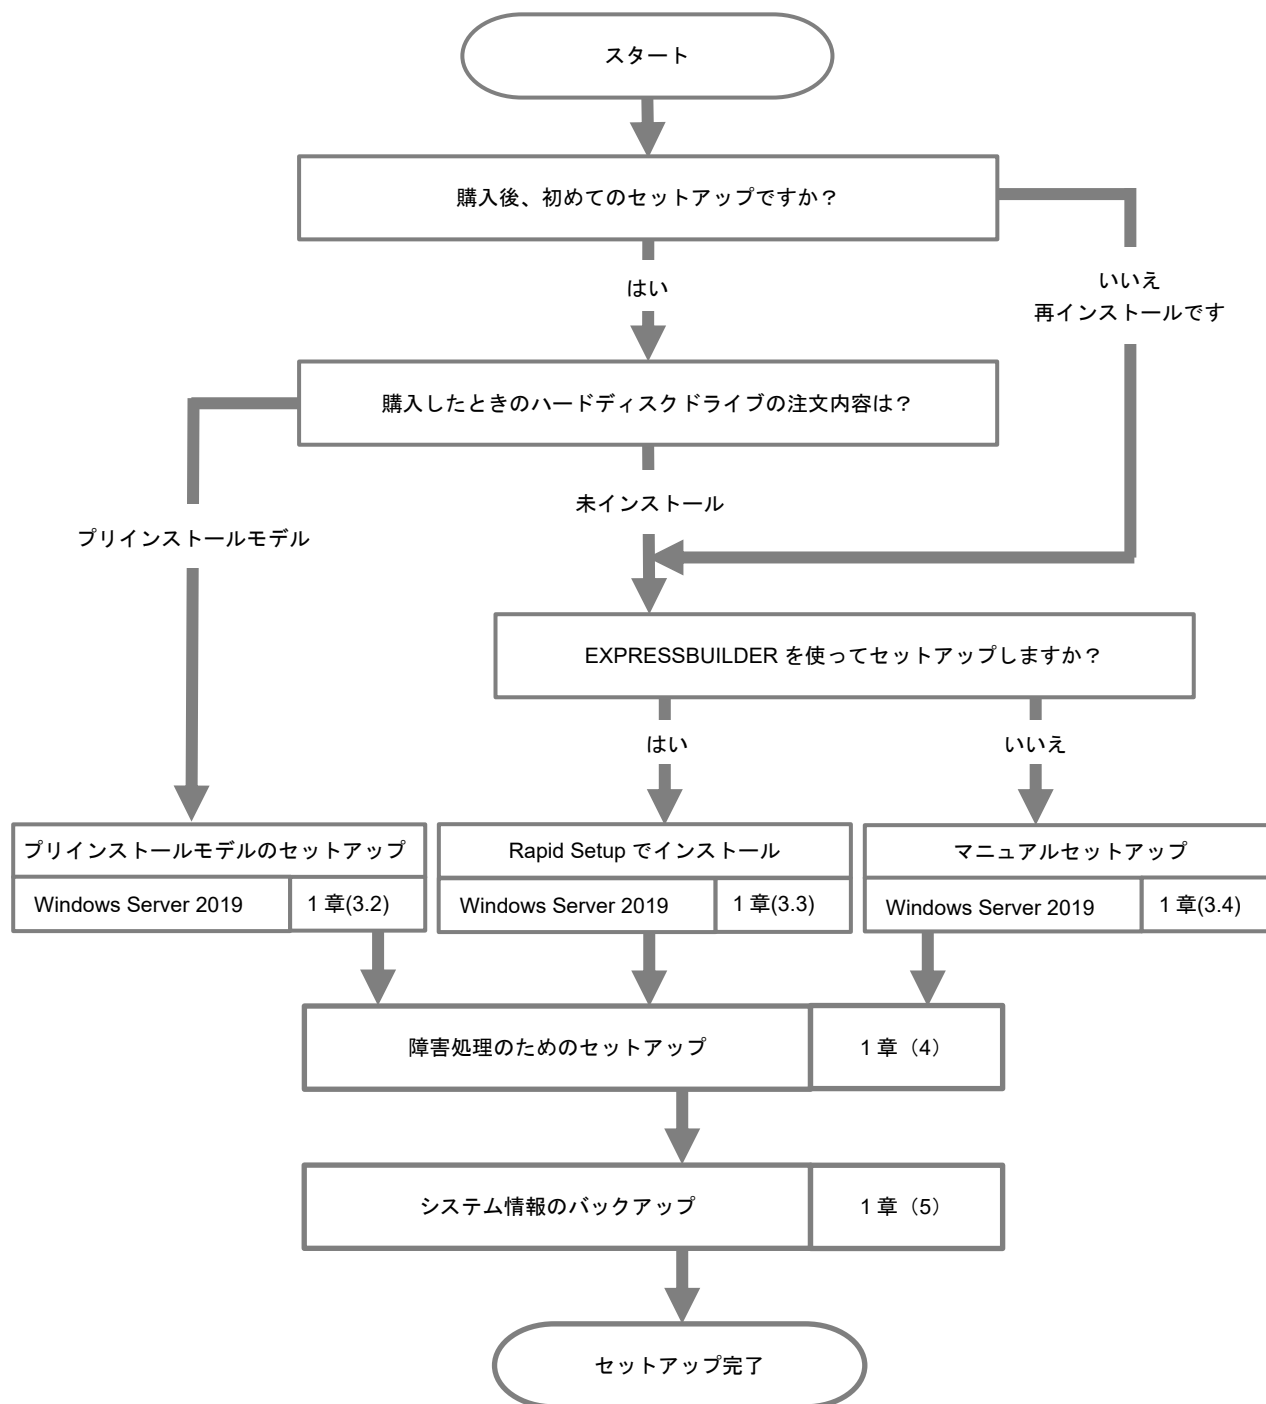 スタート
購入後、初めてのセットアップですか？
はい
いいえ
再インストールです
購入したときのハードディスクドライブの注文内容は？
未インストール
プリインストールモデル
EXPRESSBUILDER を使ってセットアップしますか？
はい
いいえ
プリインストールモデルのセットアップ
Windows Server 2019
1 章(3.2)
Rapid Setup でインストール
Windows Server 2019
1 章(3.3)
マニュアルセットアップ
Windows Server 2019
1 章(3.4)
障害処理のためのセットアップ
1 章（4）
システム情報のバックアップ
1 章（5）
セットアップ完了